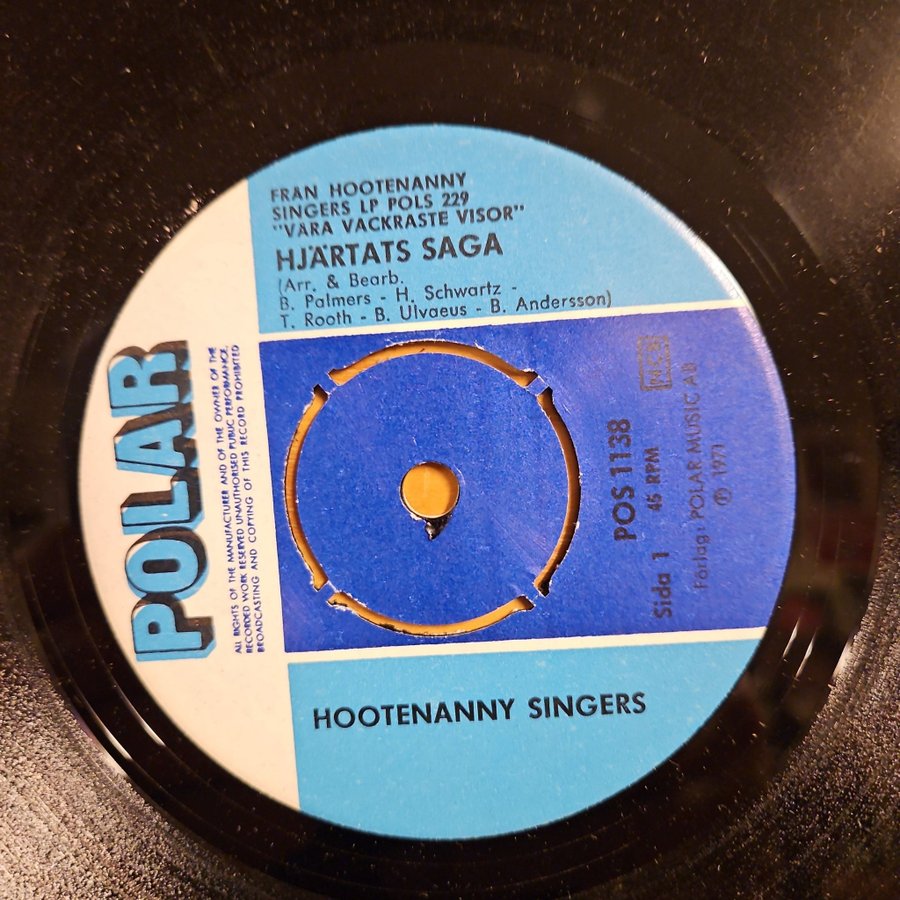 FRAN HOOTENANNY
SINGERS LP POLS 229
"VÅRA VACKRASTE VISOR"
HJÄRTATS SAGA
(Arr. & Bearb.
B. Palmers - H. Schwartz -
T. Rooth - B. Ulvaeus - B. Andersson)
POLAR
ALL RIGHTS OF THE MANUFACTURER AND OF THE OWNER OF THE
RECORDED WORK RESERVED UNAUTHORISED PUBLIC PERFORMANCE,
BROADCASTING AND COPYING OF THIS RECORD PROHIBITED
POS 1138
45 RPM
Sida 1
Förlag: POLAR MUSIC AB
℗ 1971
HOOTENANNY SINGERS